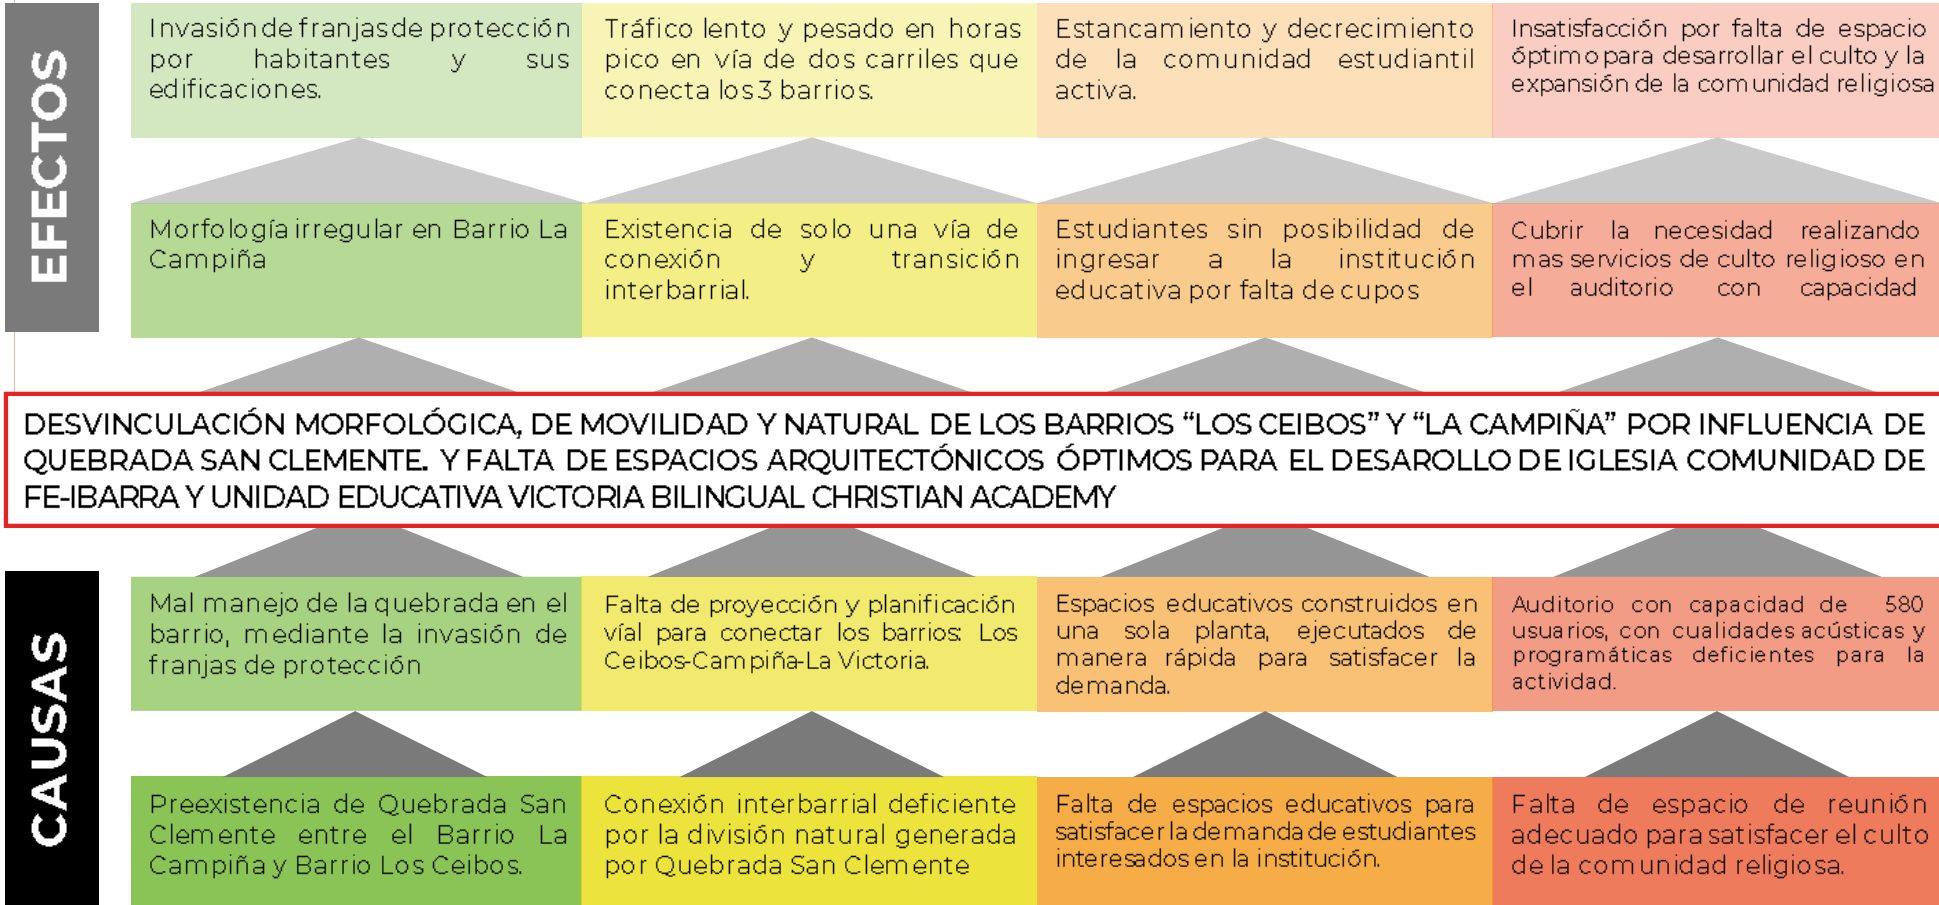 EFECTOS
Invasión de franjas de protección
por habitantes y sus
edificaciones.
Tráfico lento y pesado en horas
pico en vía de dos carriles que
conecta los 3 barrios.
Estancamiento y decrecimiento
de la comunidad estudiantil
activa.
Insatisfacción por falta de espacio
óptimo para desarrollar el culto y la
expansión de la comunidad religiosa
Morfología irregular en Barrio La
Campiña
Existencia de solo una vía de
conexión y transición
interbarrial.
Estudiantes sin posibilidad de
ingresar a la institución
educativa por falta de cupos
Cubrir la necesidad realizando
mas servicios de culto religioso en
el auditorio con capacidad
DESVINCULACIÓN MORFOLÓGICA, DE MOVILIDAD Y NATURAL DE LOS BARRIOS “LOS CEIBOS” Y “LA CAMPIÑA” POR INFLUENCIA DE
QUEBRADA SAN CLEMENTE. Y FALTA DE ESPACIOS ARQUITECTÓNICOS ÓPTIMOS PARA EL DESAROLLO DE IGLESIA COMUNIDAD DE
FE-IBARRA Y UNIDAD EDUCATIVA VICTORIA BILINGUAL CHRISTIAN ACADEMY
CAUSAS
Mal manejo de la quebrada en el
barrio, mediante la invasión de
franjas de protección
Falta de proyección y planificación
víal para conectar los barrios: Los
Ceibos-Campiña-La Victoria.
Espacios educativos construidos en
una sola planta, ejecutados de
manera rápida para satisfacer la
demanda.
Auditorio con capacidad de 580
usuarios, con cualidades acústicas y
programáticas deficientes para la
actividad.
Preexistencia de Quebrada San
Clemente entre el Barrio La
Campiña y Barrio Los Ceibos.
Conexión interbarrial deficiente
por la división natural generada
por Quebrada San Clemente
Falta de espacios educativos para
satisfacer la demanda de estudiantes
interesados en la institución.
Falta de espacio de reunión
adecuado para satisfacer el culto
de la comunidad religiosa.